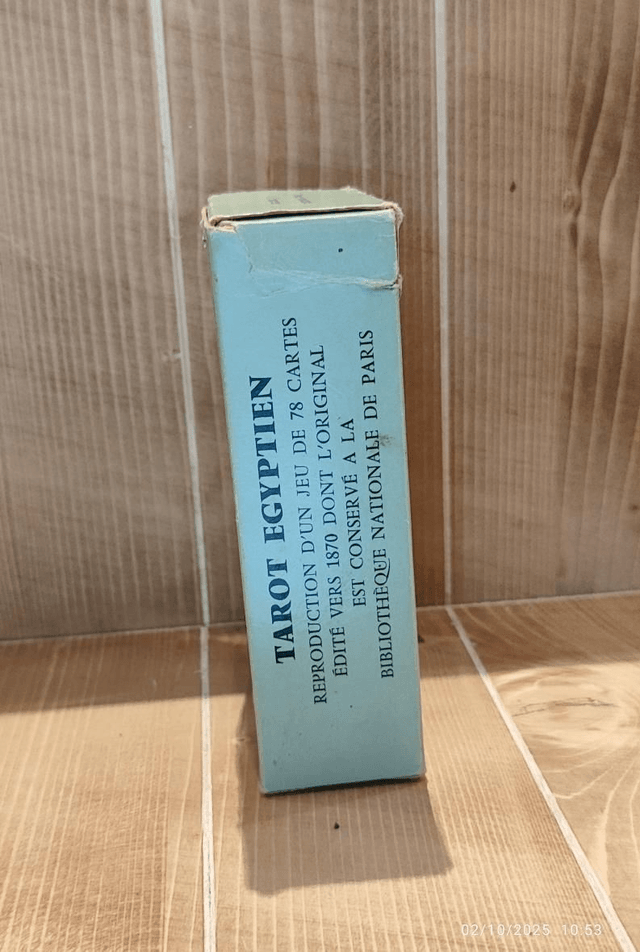 TAROT EGYPTIEN
REPRODUCTION D'UN JEU DE 78 CARTES
ÉDITÉ VERS 1870 DONT L'ORIGINAL
EST CONSERVÉ A LA
BIBLIOTHÈQUE NATIONALE DE PARIS
02/10/2025 10:53